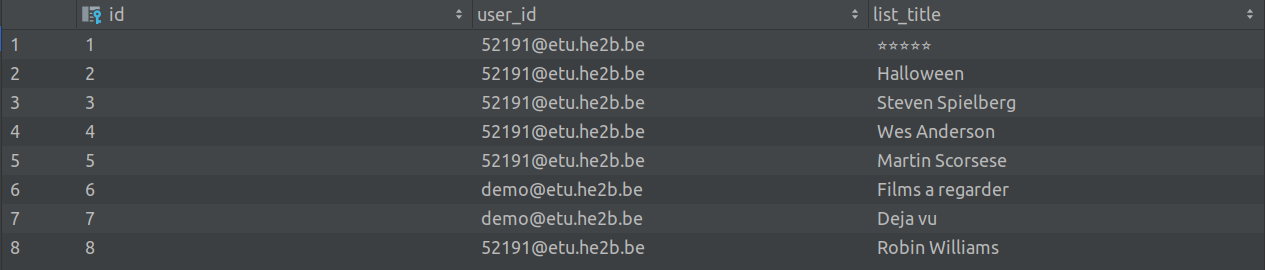 id user_id list_title
1 1 52191@etu.he2b.be ⭐⭐⭐⭐⭐
2 2 52191@etu.he2b.be Halloween
3 3 52191@etu.he2b.be Steven Spielberg
4 4 52191@etu.he2b.be Wes Anderson
5 5 52191@etu.he2b.be Martin Scorsese
6 6 demo@etu.he2b.be Films a regarder
7 7 demo@etu.he2b.be Deja vu
8 8 52191@etu.he2b.be Robin Williams